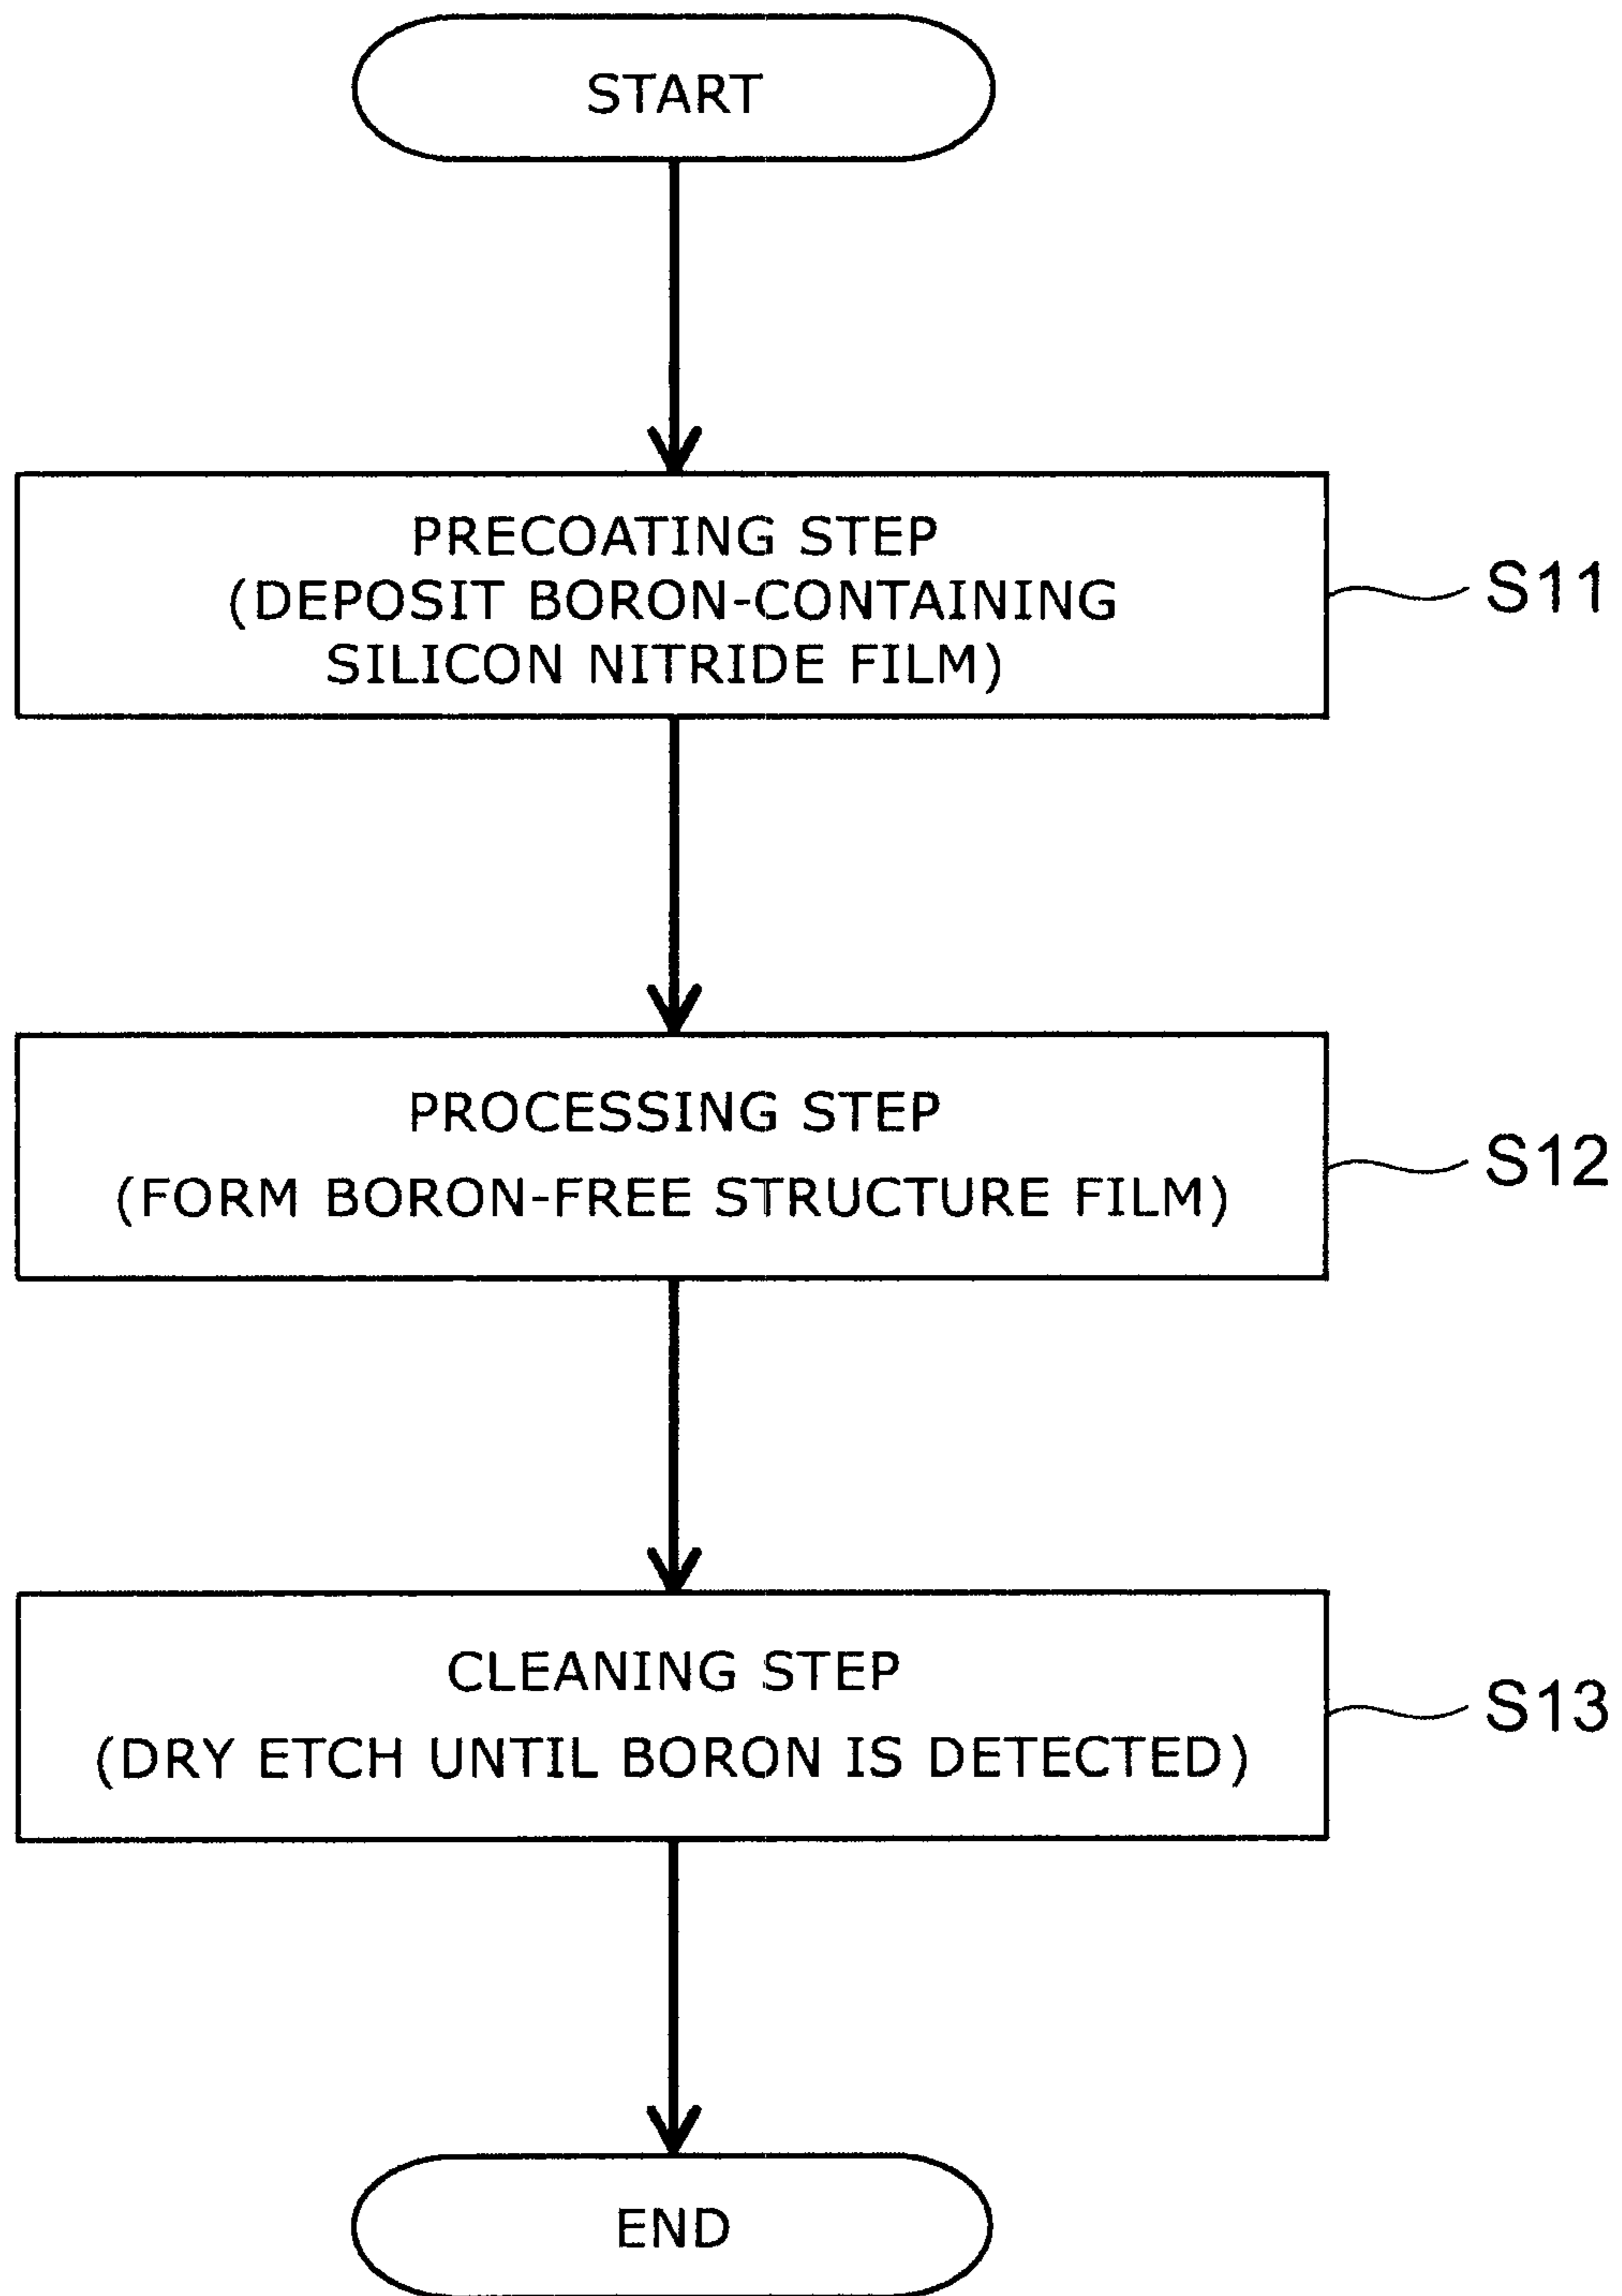 START
PRECOATING STEP
(DEPOSIT BORON-CONTAINING
SILICON NITRIDE FILM)
S11
PROCESSING STEP
(FORM BORON-FREE STRUCTURE FILM)
S12
CLEANING STEP
(DRY ETCH UNTIL BORON IS DETECTED)
S13
END